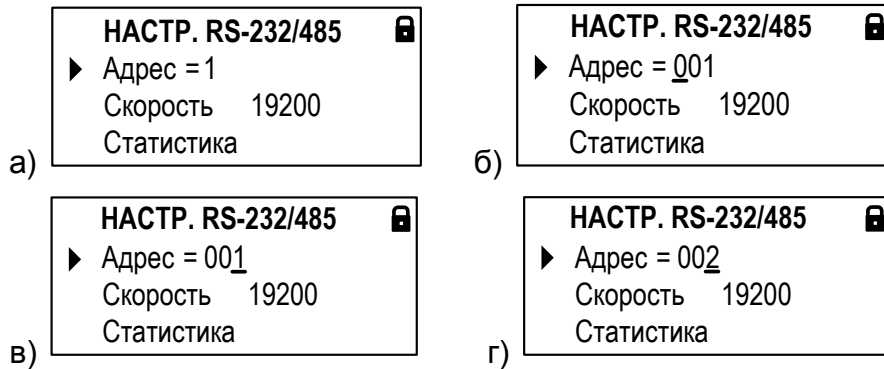 НАСТР. RS-232/485
Адрес = 1
Скорость 19200
Статистика
а)
НАСТР. RS-232/485
Адрес = 001
Скорость 19200
Статистика
б)
НАСТР. RS-232/485
Адрес = 001
Скорость 19200
Статистика
в)
НАСТР. RS-232/485
Адрес = 002
Скорость 19200
Статистика
г)